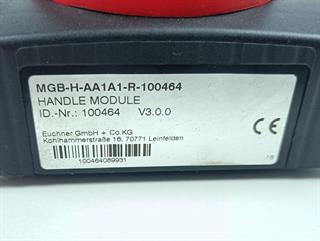 MGB-H-AA1A1-R-100464
HANDLE MODULE
ID.-Nr.: 100464 V3.0.0
Euchner GmbH + Co.KG
Kohlhammerstraße 16, 70771 Leinfelden
CE
100464089931